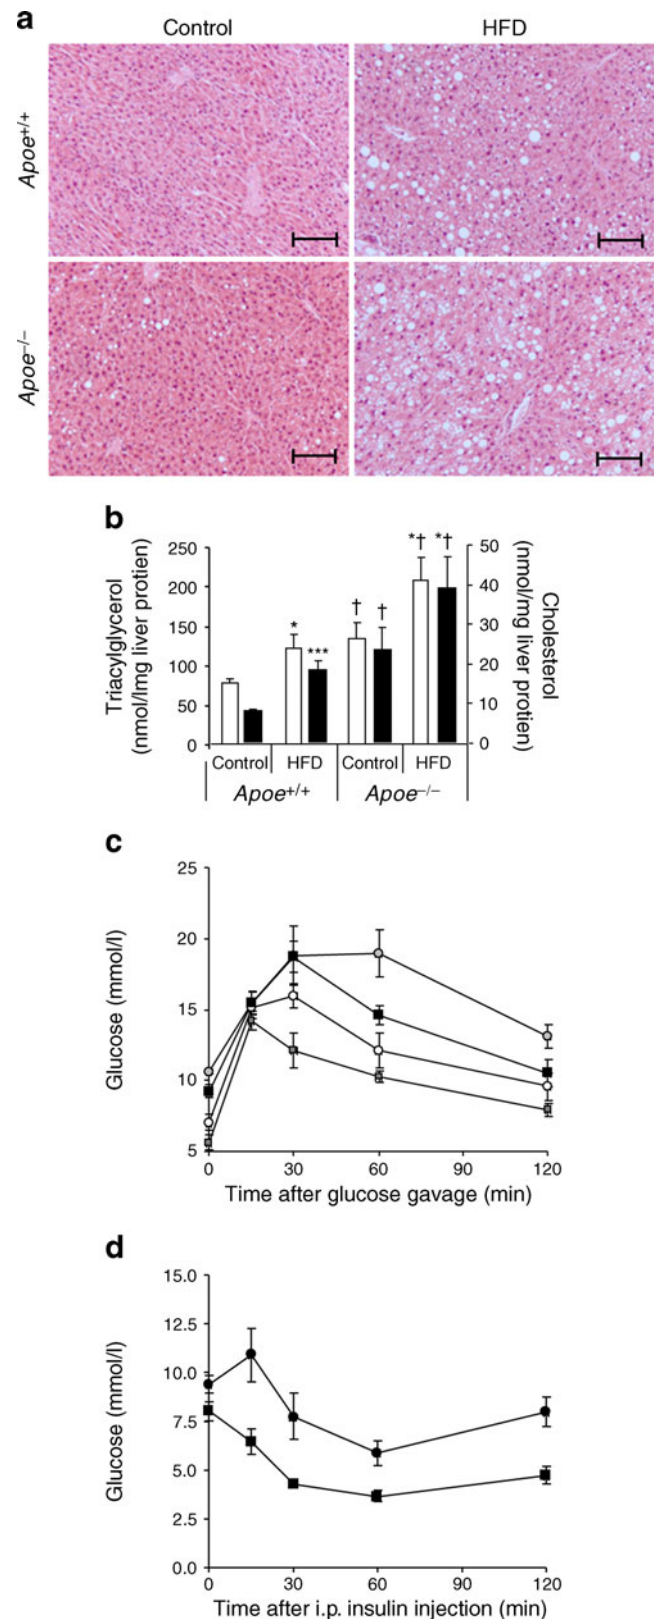 a
Control HFD
Apoe+/+
Apoe–/–
b
Triacylglycerol
(nmol/lmg liver protien)
250
200
150
100
50
0
50
40
30
20
10
0
Cholesterol
(nmol/mg liver protien)
*
***
†
†
*†
*†
Control HFD Control HFD
Apoe+/+ Apoe–/–
c
Glucose (mmol/l)
25
20
15
10
5
0 30 60 90 120
Time after glucose gavage (min)
d
Glucose (mmol/l)
15.0
12.5
10.0
7.5
5.0
2.5
0.0
0 30 60 90 120
Time after i.p. insulin injection (min)